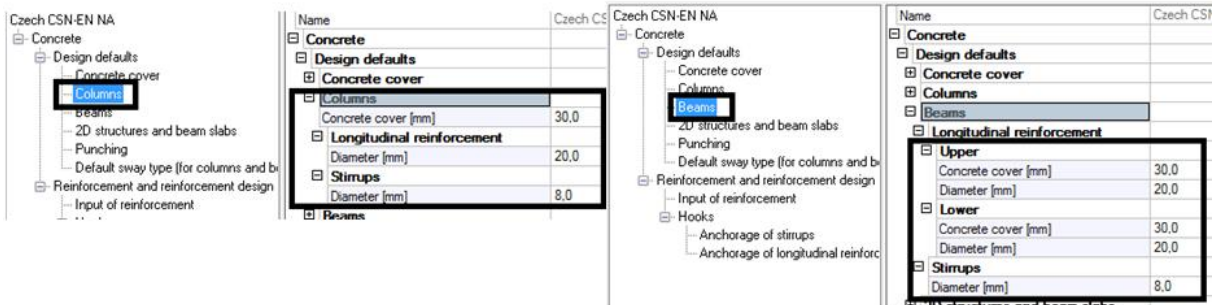 Czech CSN-EN NA
Concrete
Design defaults
Concrete cover
Columns
Beams
2D structures and beam slabs
Punching
Default sway type (for columns and be
Reinforcement and reinforcement design
Input of reinforcement
Name Czech CS
Concrete
Design defaults
Concrete cover
Columns
Concrete cover [mm] 30,0
Longitudinal reinforcement
Diameter [mm] 20,0
Stirrups
Diameter [mm] 8,0
Beams
Czech CSN-EN NA
Concrete
Design defaults
Concrete cover
Columns
Beams
2D structures and beam slabs
Punching
Default sway type (for columns and b
Reinforcement and reinforcement design
Input of reinforcement
Hooks
Anchorage of stirrups
Anchorage of longitudinal reinforc
Name Czech CSN
Concrete
Design defaults
Concrete cover
Columns
Beams
Longitudinal reinforcement
Upper
Concrete cover [mm] 30,0
Diameter [mm] 20,0
Lower
Concrete cover [mm] 30,0
Diameter [mm] 20,0
Stirrups
Diameter [mm] 8,0
2D structures and beam slabs